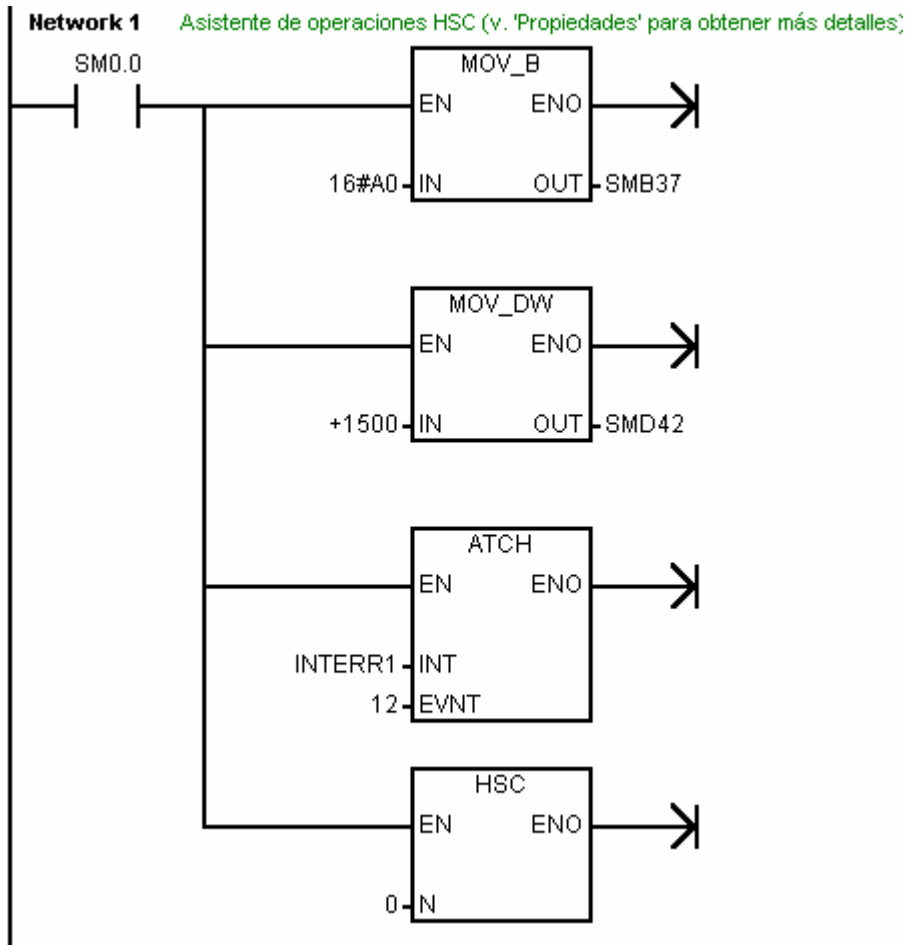 Network 1 Asistente de operaciones HSC (v. 'Propiedades' para obtener más detalles)
SM0.0
MOV_B
EN ENO
16#A0 IN OUT SMB37
MOV_DW
EN ENO
+1500 IN OUT SMD42
ATCH
EN ENO
INTERR1 INT
12 EVNT
HSC
EN ENO
0 N